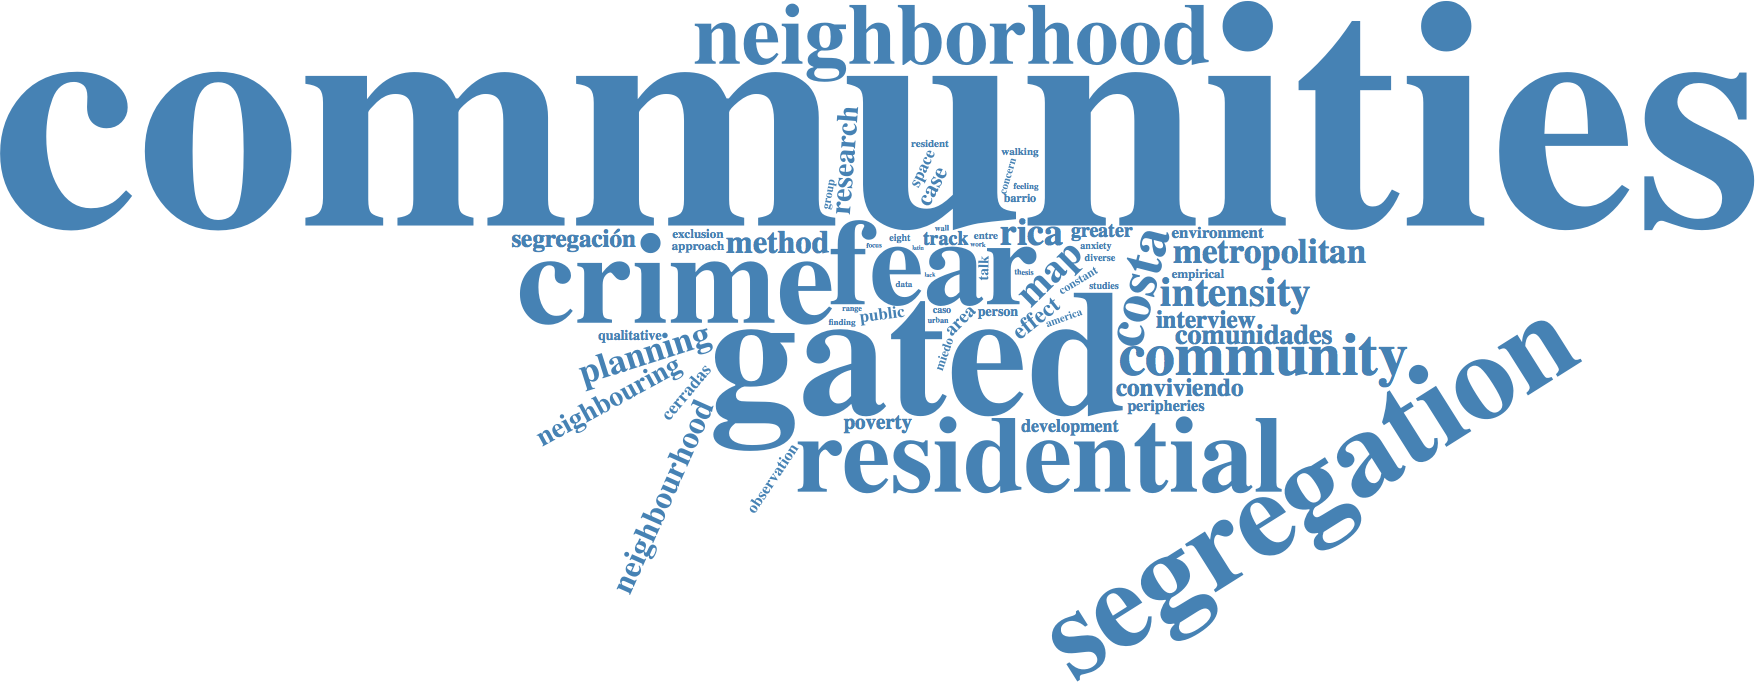 neighborhood
communities
research
group
resident
space
case
walking
concern
feeling
barrio
segregación
exclusion
approach
method
fear
focus
eight
latin
wall
track
entre
work
rica
greater
anxiety
diverse
costa
environment
metropolitan
empirical
crime
lack
data
talk
thesis
map
constant
studies
intensity
range
finding
public
caso
urban
area
person
effect
america
interview
comunidades
qualitative
planning
neighbouring
cerradas
gated
miedo
community
conviviendo
peripheries
neighbourhood
poverty
development
observation
residential
segregation